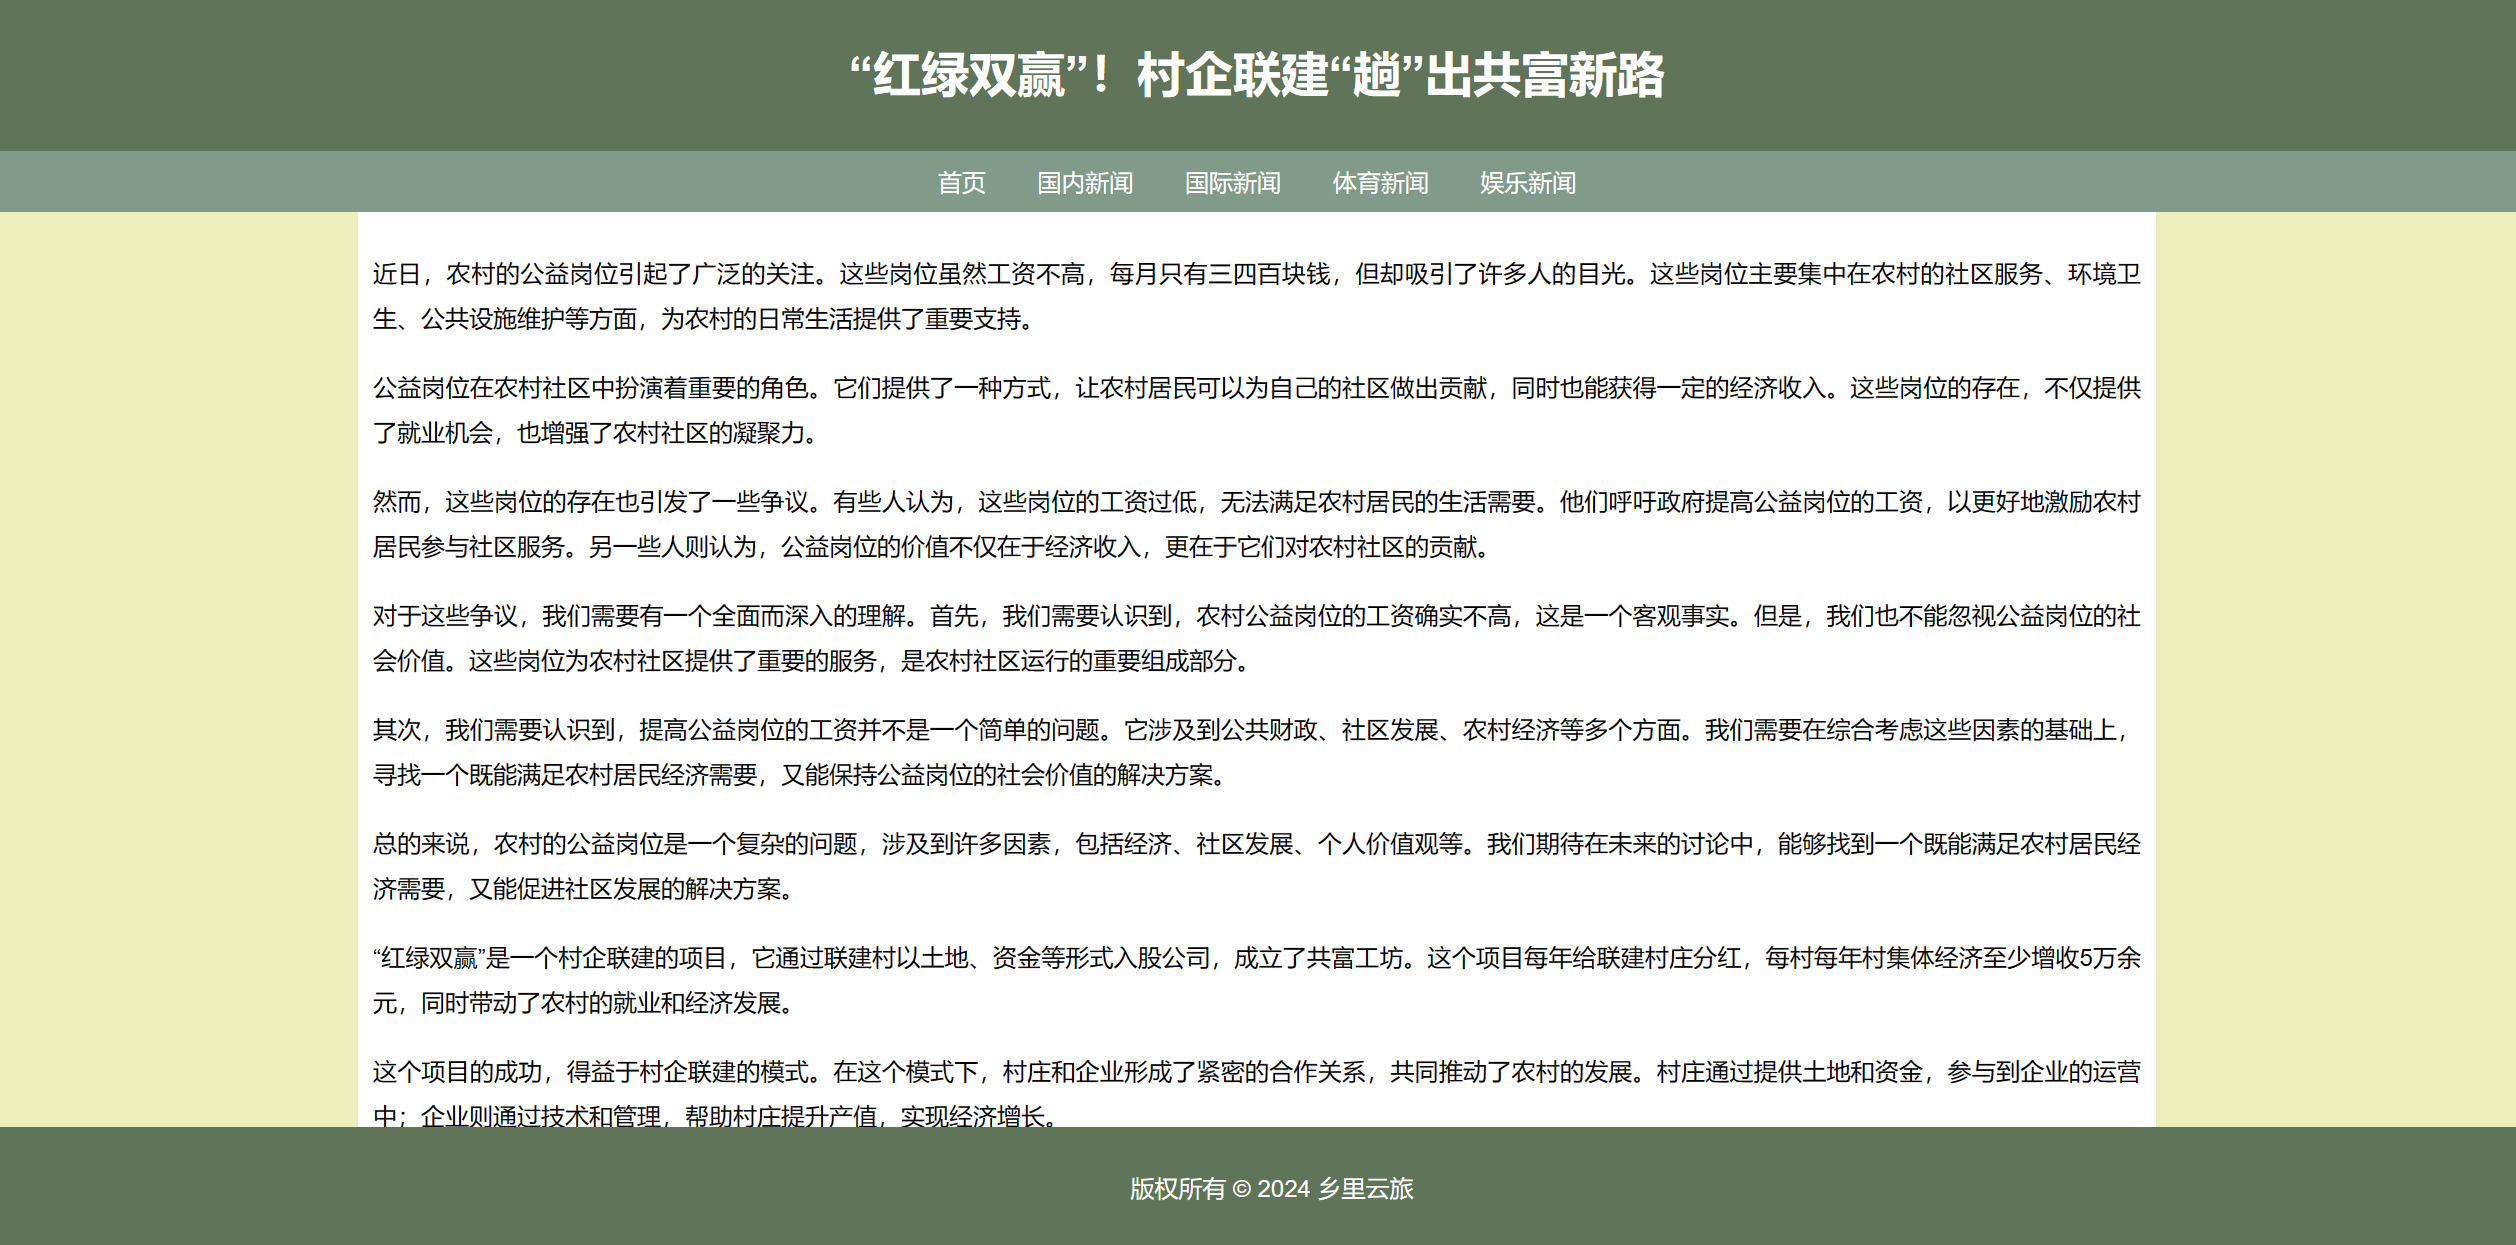 “红绿双赢”！村企联建“趟”出共富新路
首页 国内新闻 国际新闻 体育新闻 娱乐新闻
近日，农村的公益岗位引起了广泛的关注。这些岗位虽然工资不高，每月只有三四百块钱，但却吸引了许多人的目光。这些岗位主要集中在农村的社区服务、环境卫
生、公共设施维护等方面，为农村的日常生活提供了重要支持。
公益岗位在农村社区中扮演着重要的角色。它们提供了一种方式，让农村居民可以为自己的社区做出贡献，同时也能获得一定的经济收入。这些岗位的存在，不仅提供
了就业机会，也增强了农村社区的凝聚力。
然而，这些岗位的存在也引发了一些争议。有些人认为，这些岗位的工资过低，无法满足农村居民的生活需要。他们呼吁政府提高公益岗位的工资，以更好地激励农村
居民参与社区服务。另一些人则认为，公益岗位的价值不仅在于经济收入，更在于它们对农村社区的贡献。
对于这些争议，我们需要有一个全面而深入的理解。首先，我们需要认识到，农村公益岗位的工资确实不高，这是一个客观事实。但是，我们也不能忽视公益岗位的社
会价值。这些岗位为农村社区提供了重要的服务，是农村社区运行的重要组成部分。
其次，我们需要认识到，提高公益岗位的工资并不是一个简单的问题。它涉及到公共财政、社区发展、农村经济等多个方面。我们需要在综合考虑这些因素的基础上，
寻找一个既能满足农村居民经济需要，又能保持公益岗位的社会价值的解决方案。
总的来说，农村的公益岗位是一个复杂的问题，涉及到许多因素，包括经济、社区发展、个人价值观等。我们期待在未来的讨论中，能够找到一个既能满足农村居民经
济需要，又能促进社区发展的解决方案。
“红绿双赢”是一个村企联建的项目，它通过联建村以土地、资金等形式入股公司，成立了共富工坊。这个项目每年给联建村庄分红，每村每年村集体经济至少增收5万余
元，同时带动了农村的就业和经济发展。
这个项目的成功，得益于村企联建的模式。在这个模式下，村庄和企业形成了紧密的合作关系，共同推动了农村的发展。村庄通过提供土地和资金，参与到企业的运营
中；企业则通过技术和管理，帮助村庄提升产值，实现经济增长。
版权所有 © 2024 乡里云旅